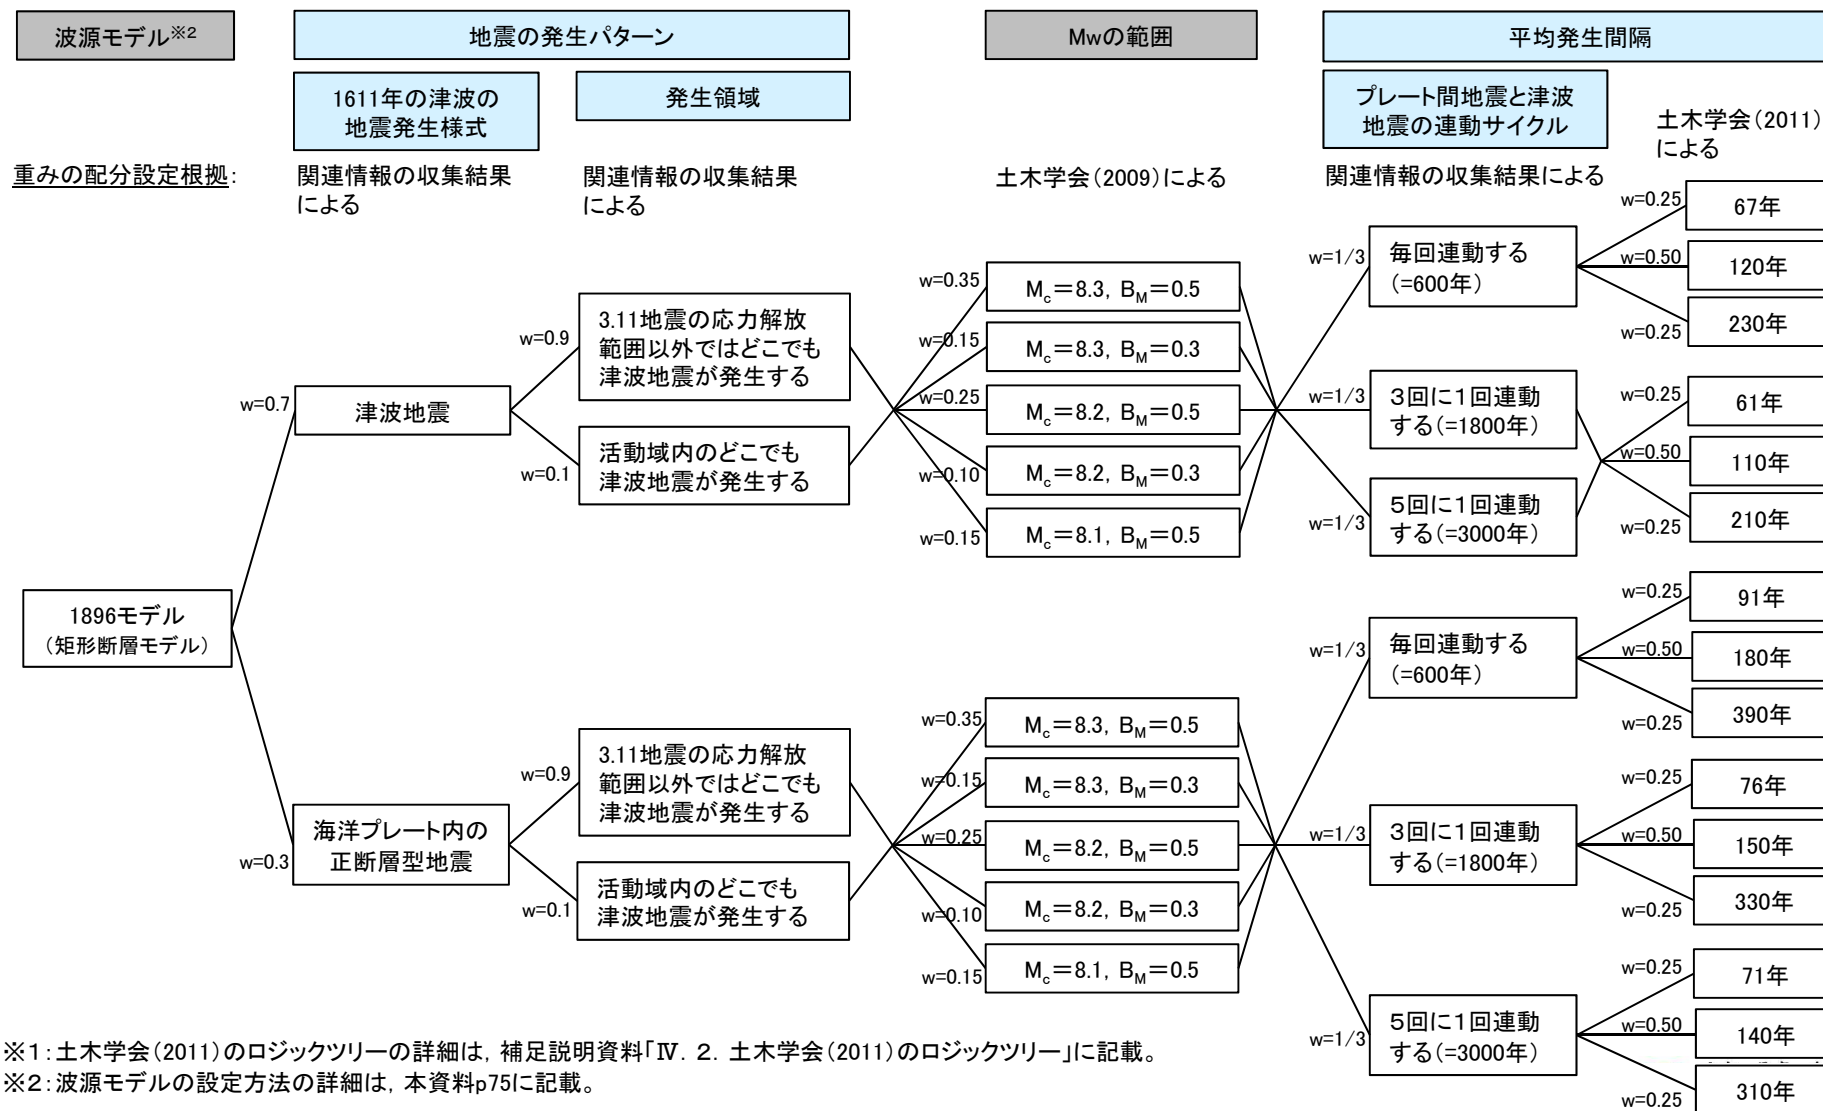 波源モデル※2
地震の発生パターン
Mwの範囲
平均発生間隔
1611年の津波の
地震発生様式
発生領域
プレート間地震と津波
地震の連動サイクル
土木学会(2011)
による
重みの配分設定根拠:
関連情報の収集結果
による
関連情報の収集結果
による
土木学会(2009)による
関連情報の収集結果による
1896モデル
(矩形断層モデル)
w=0.7
津波地震
w=0.9
3.11地震の応力解放
範囲以外ではどこでも
津波地震が発生する
w=0.1
活動域内のどこでも
津波地震が発生する
w=0.35
Mc=8.3, BM=0.5
w=0.15
Mc=8.3, BM=0.3
w=0.25
Mc=8.2, BM=0.5
w=0.10
Mc=8.2, BM=0.3
w=0.15
Mc=8.1, BM=0.5
w=1/3
毎回連動する
(=600年)
w=0.25
67年
w=0.50
120年
w=0.25
230年
w=1/3
3回に1回連動
する(=1800年)
w=1/3
5回に1回連動
する(=3000年)
w=0.25
61年
w=0.50
110年
w=0.25
210年
w=0.3
海洋プレート内の
正断層型地震
w=0.9
3.11地震の応力解放
範囲以外ではどこでも
津波地震が発生する
w=0.1
活動域内のどこでも
津波地震が発生する
w=0.35
Mc=8.3, BM=0.5
w=0.15
Mc=8.3, BM=0.3
w=0.25
Mc=8.2, BM=0.5
w=0.10
Mc=8.2, BM=0.3
w=0.15
Mc=8.1, BM=0.5
w=1/3
毎回連動する
(=600年)
w=0.25
91年
w=0.50
180年
w=0.25
390年
w=1/3
3回に1回連動
する(=1800年)
w=0.25
76年
w=0.50
150年
w=0.25
330年
w=1/3
5回に1回連動
する(=3000年)
w=0.25
71年
w=0.50
140年
w=0.25
310年
※1:土木学会(2011)のロジックツリーの詳細は, 補足説明資料「Ⅳ. 2. 土木学会(2011)のロジックツリー」に記載。
※2:波源モデルの設定方法の詳細は, 本資料p75に記載。